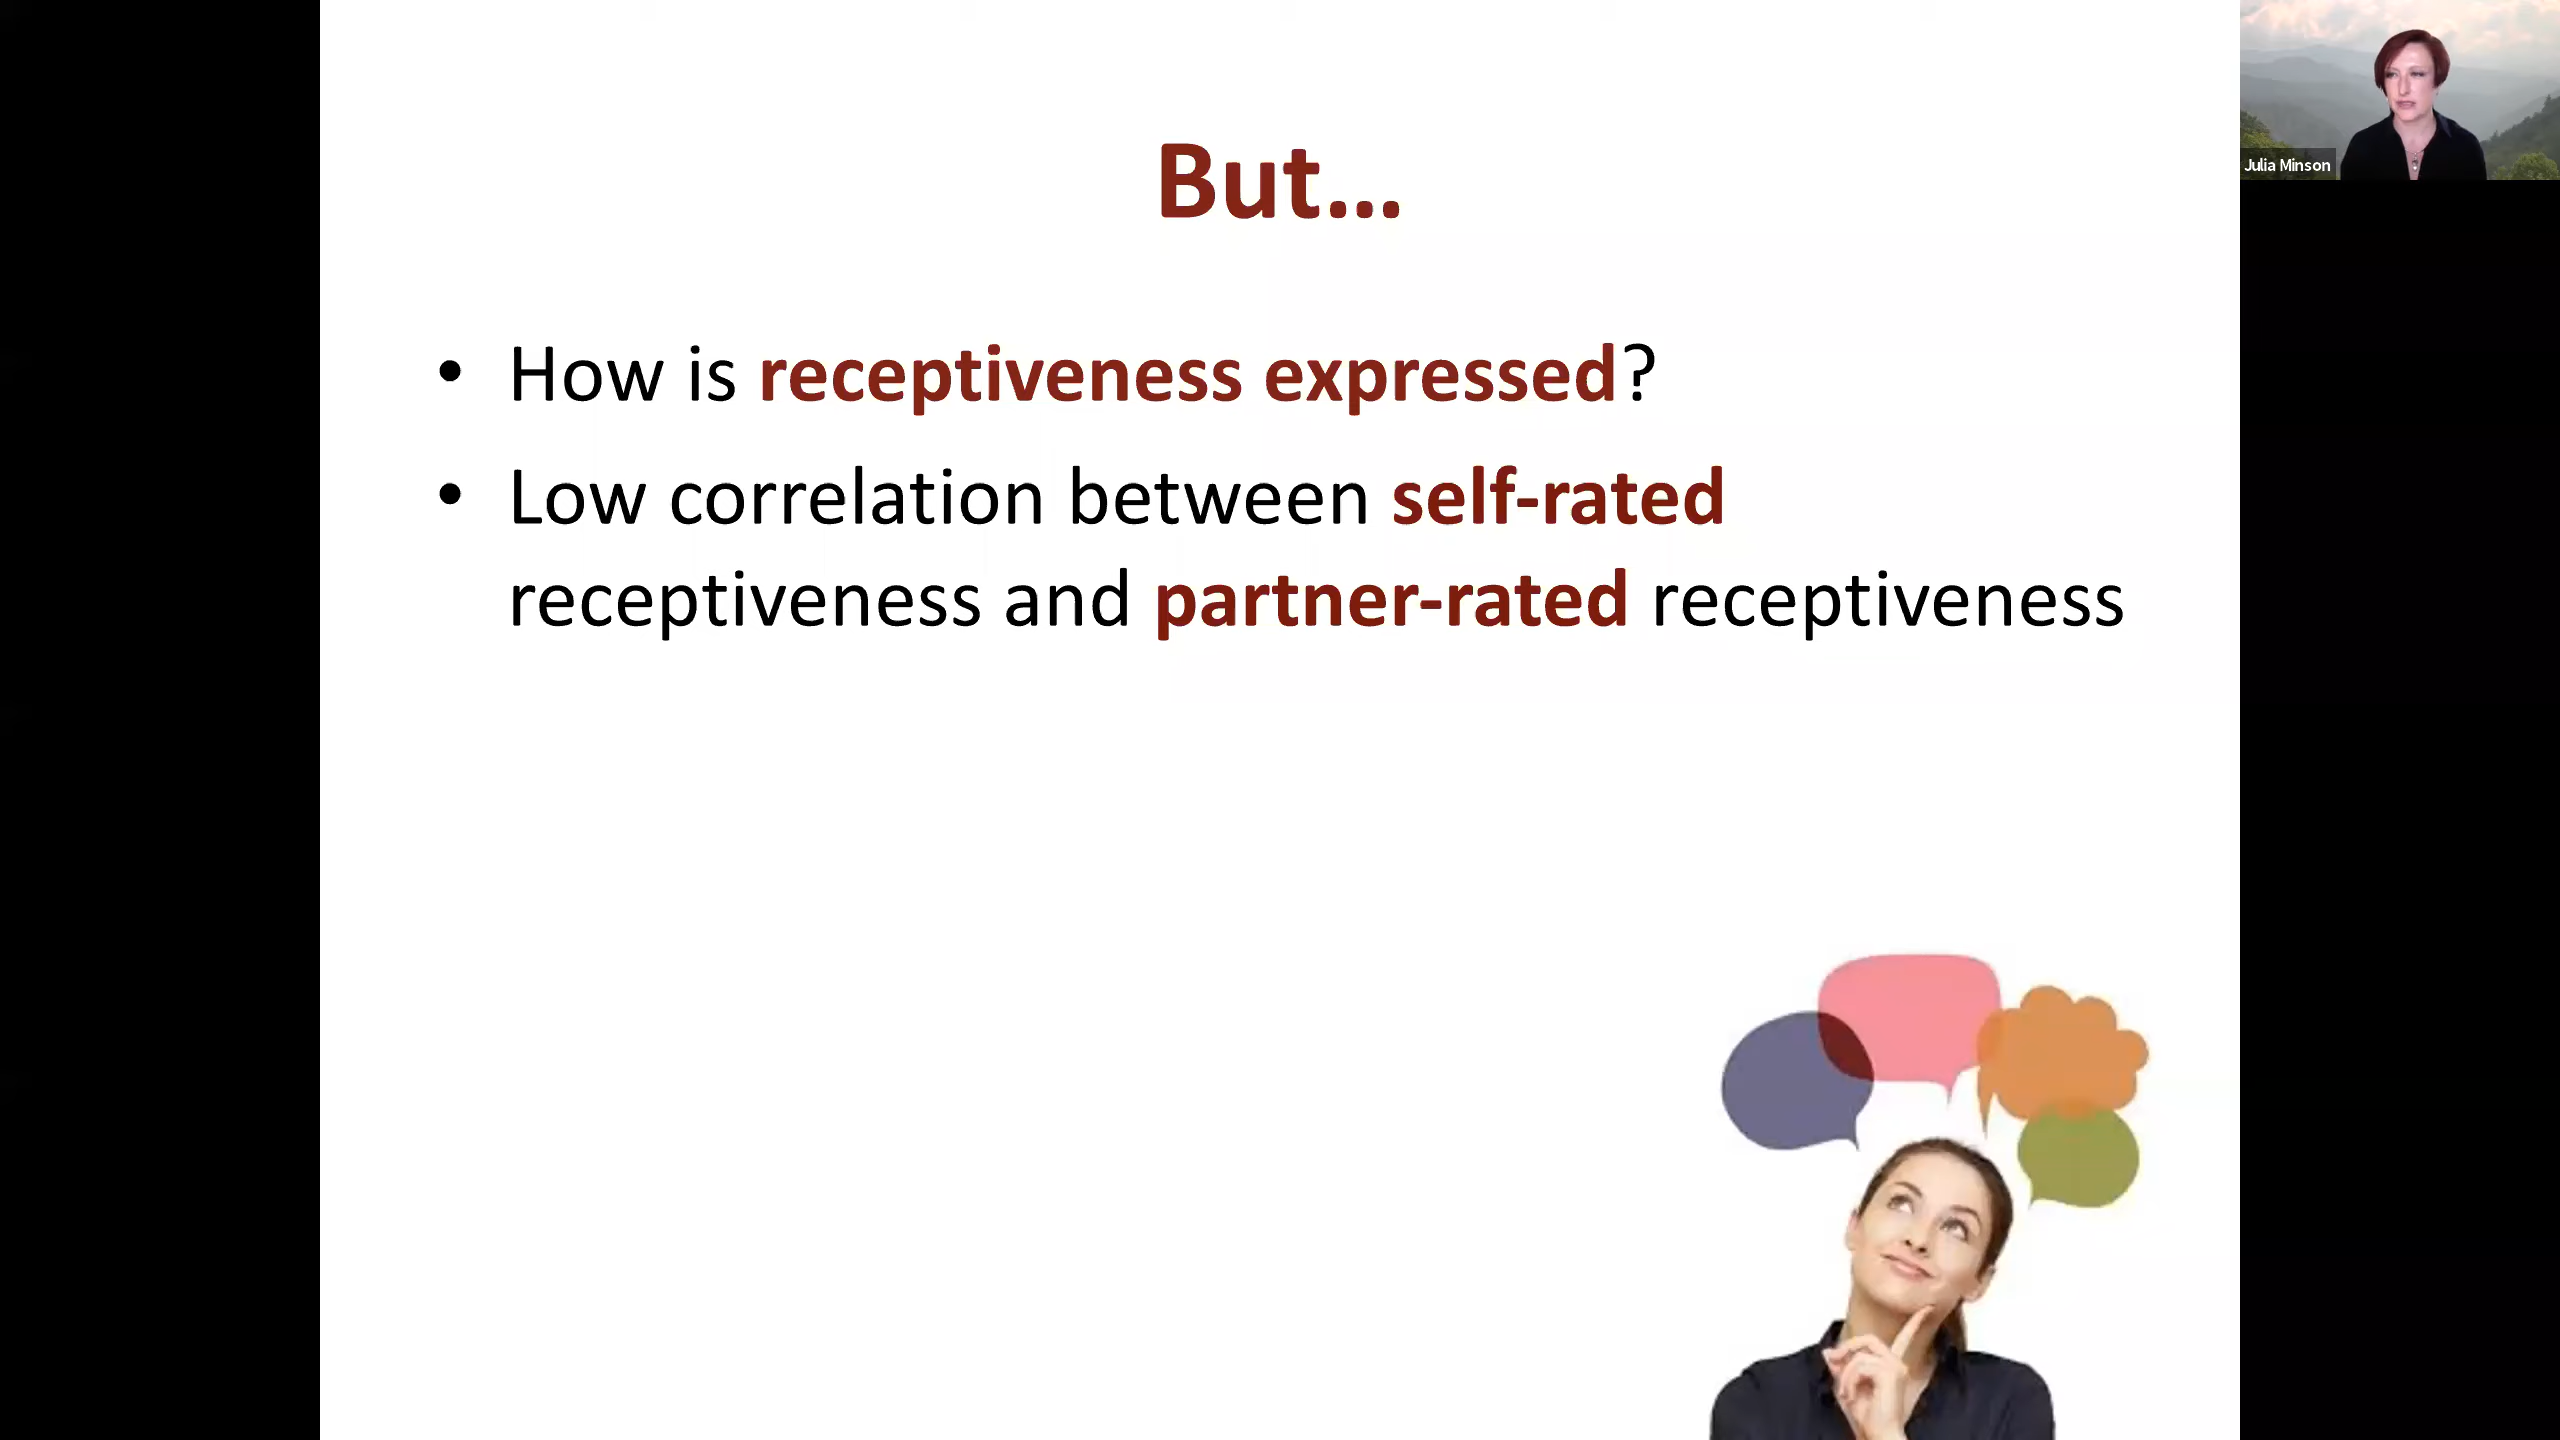 But...
• How is receptiveness expressed?
• Low correlation between self-rated
receptiveness and partner-rated receptiveness
Julia Minson